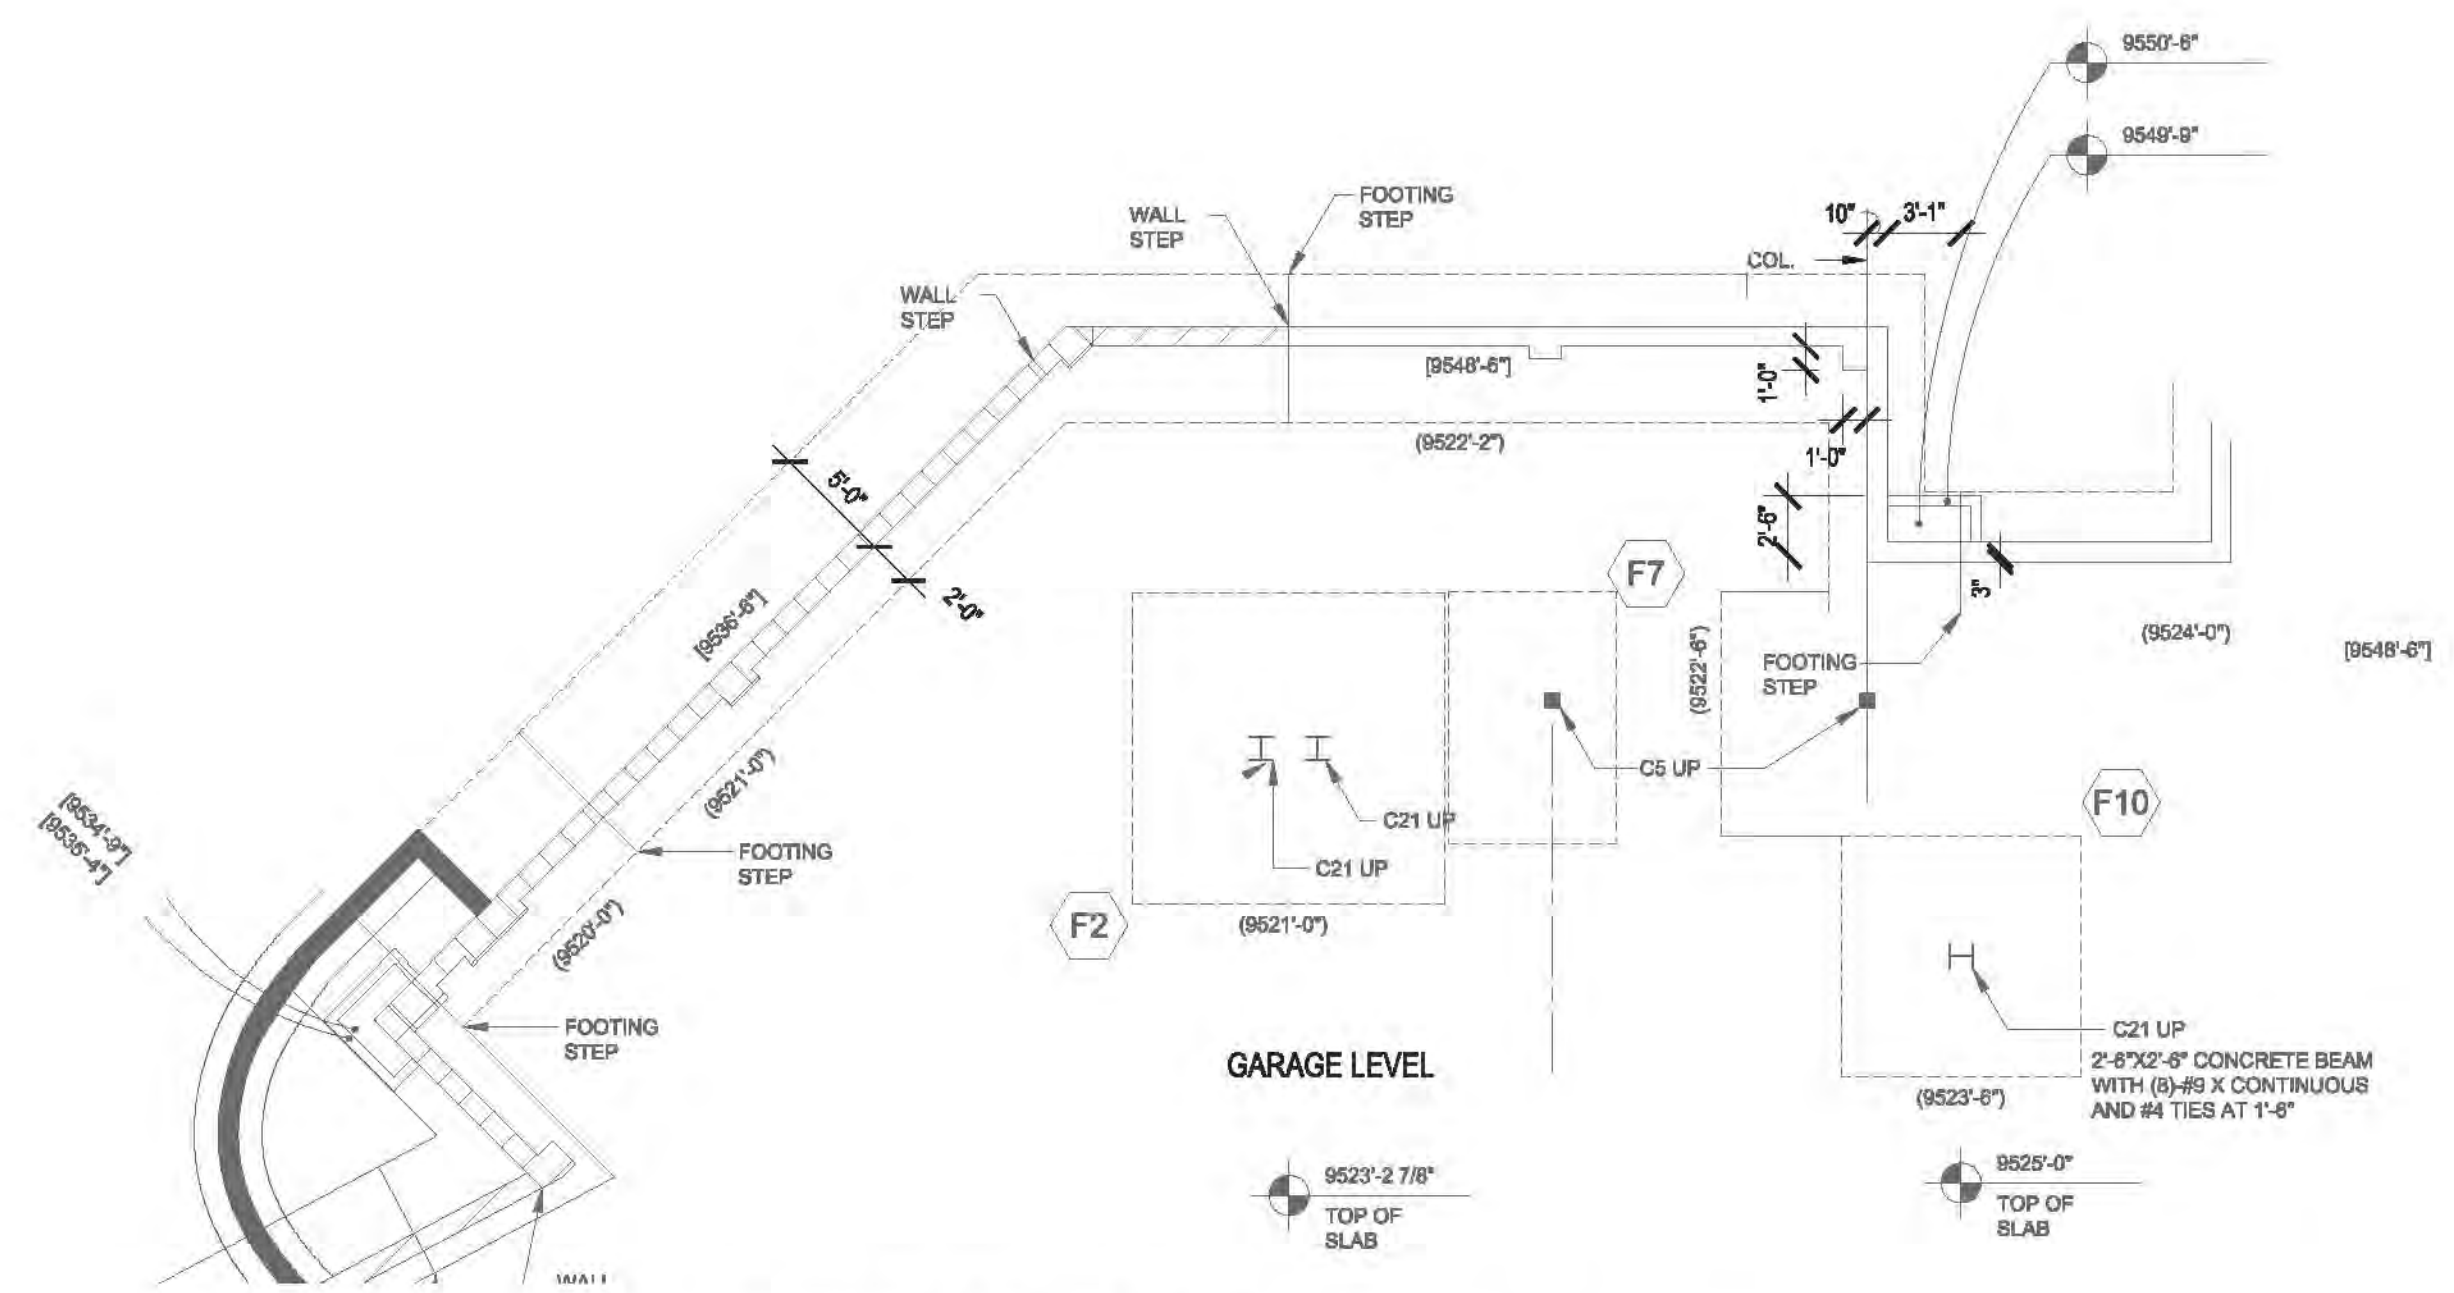 9550'-6"
9549'-9"
FOOTING
STEP
WALL
STEP
10"
3'-1"
COL.
WALL
STEP
[9548'-6"]
1'-0"
(9522'-2")
1'-0"
5'-0"
2'-6"
2'-0"
3"
F7
[9536'-6"]
(9522'-6")
(9524'-0")
[9548'-6"]
FOOTING
STEP
C5 UP
(9521'-0")
C21 UP
F10
[9534'-9"]
[9535'-4"]
FOOTING
STEP
C21 UP
F2
(9521'-0")
(9520'-0")
FOOTING
STEP
C21 UP
GARAGE LEVEL
2'-6"X2'-6" CONCRETE BEAM
WITH (8)-#9 X CONTINUOUS
AND #4 TIES AT 1'-6"
(9523'-6")
9523'-2 7/8"
TOP OF
SLAB
9525'-0"
TOP OF
SLAB
WALL